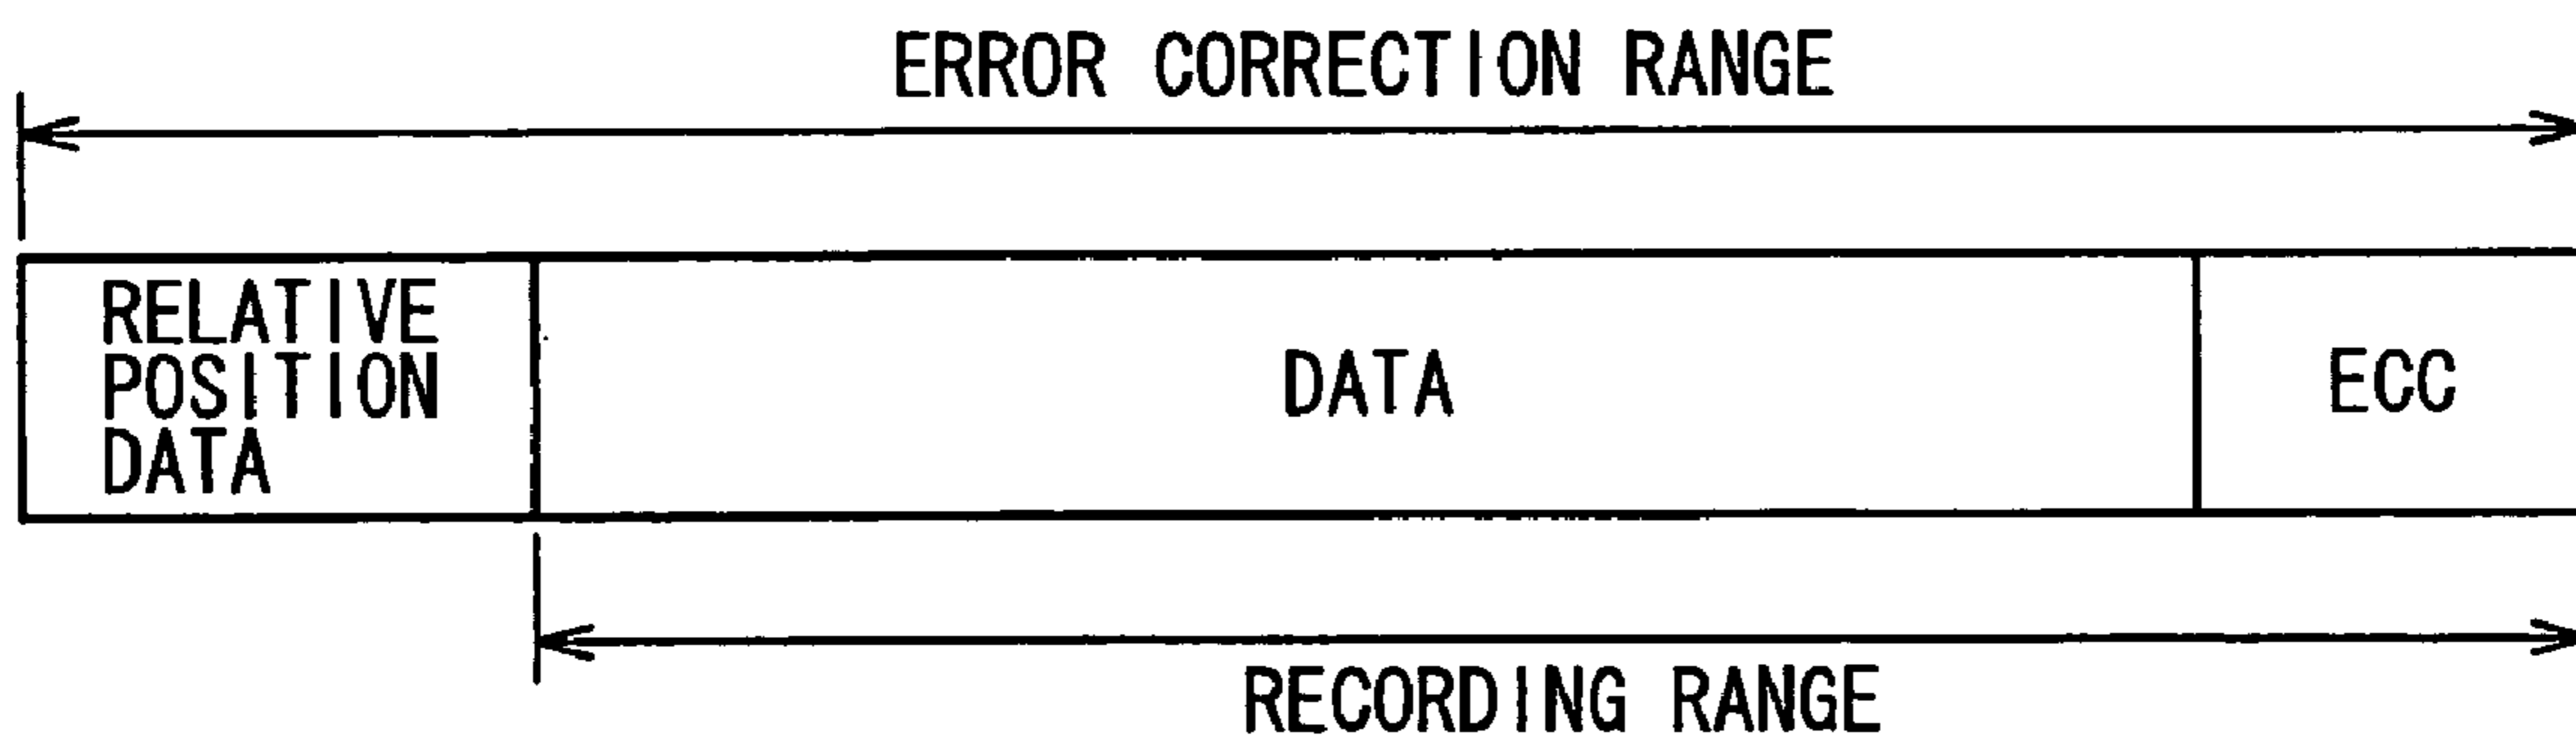 ERROR CORRECTION RANGE
RELATIVE
POSITION
DATA
DATA
ECC
RECORDING RANGE